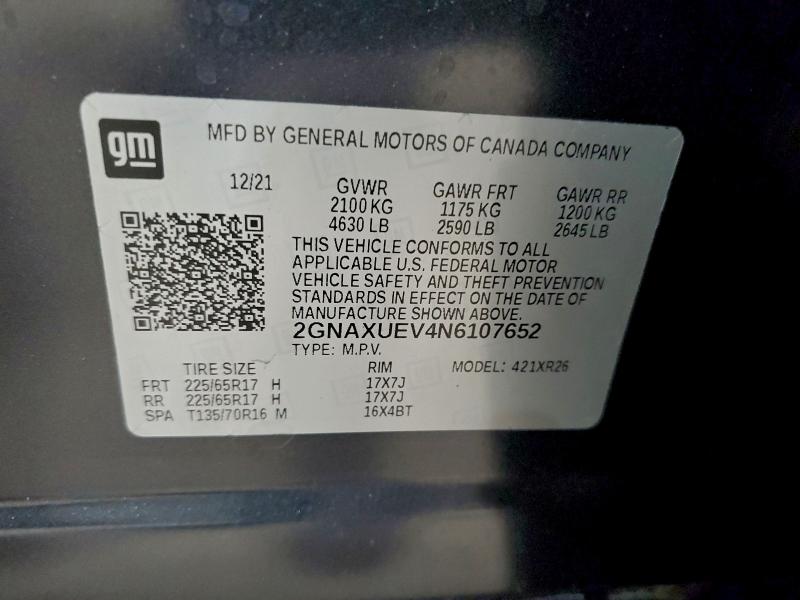 gm
MFD BY GENERAL MOTORS OF CANADA COMPANY
12/21
GVWR GAWR FRT GAWR RR
2100 KG 1175 KG 1200 KG
4630 LB 2590 LB 2645 LB
THIS VEHICLE CONFORMS TO ALL
APPLICABLE U.S. FEDERAL MOTOR
VEHICLE SAFETY AND THEFT PREVENTION
STANDARDS IN EFFECT ON THE DATE OF
MANUFACTURE SHOWN ABOVE.
2GNAXUEV4N6107652
TYPE: M.P.V.
TIRE SIZE RIM MODEL: 421XR26
FRT 225/65R17 H 17X7J
RR 225/65R17 H 17X7J
SPA T135/70R16 M 16X4BT